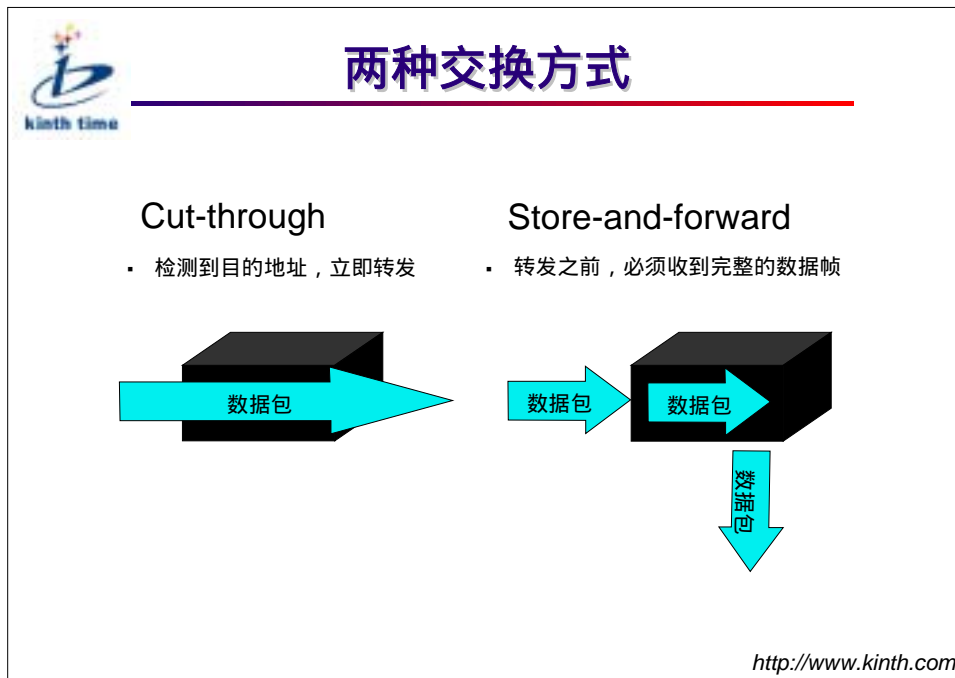 两种交换方式
kinth time
Cut-through
▪ 检测到目的地址，立即转发
数据包
Store-and-forward
▪ 转发之前，必须收到完整的数据帧
数据包
数据包
数据包
http://www.kinth.com